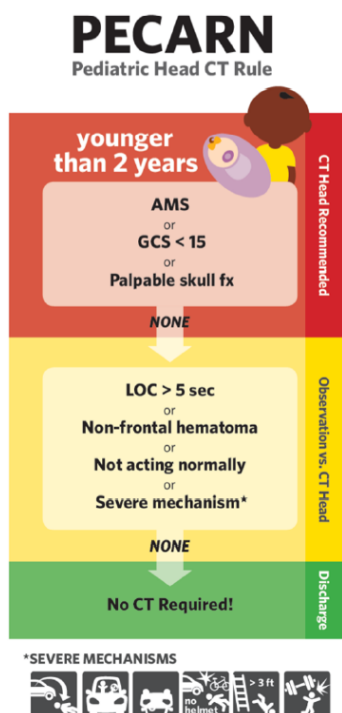 PECARN
Pediatric Head CT Rule
younger
than 2 years
CT Head Recommended
AMS
or
GCS < 15
or
Palpable skull fx
NONE
Observation vs. CT Head
LOC > 5 sec
or
Non-frontal hematoma
or
Not acting normally
or
Severe mechanism*
NONE
Discharge
No CT Required!
*SEVERE MECHANISMS
no
helmet
> 3 ft